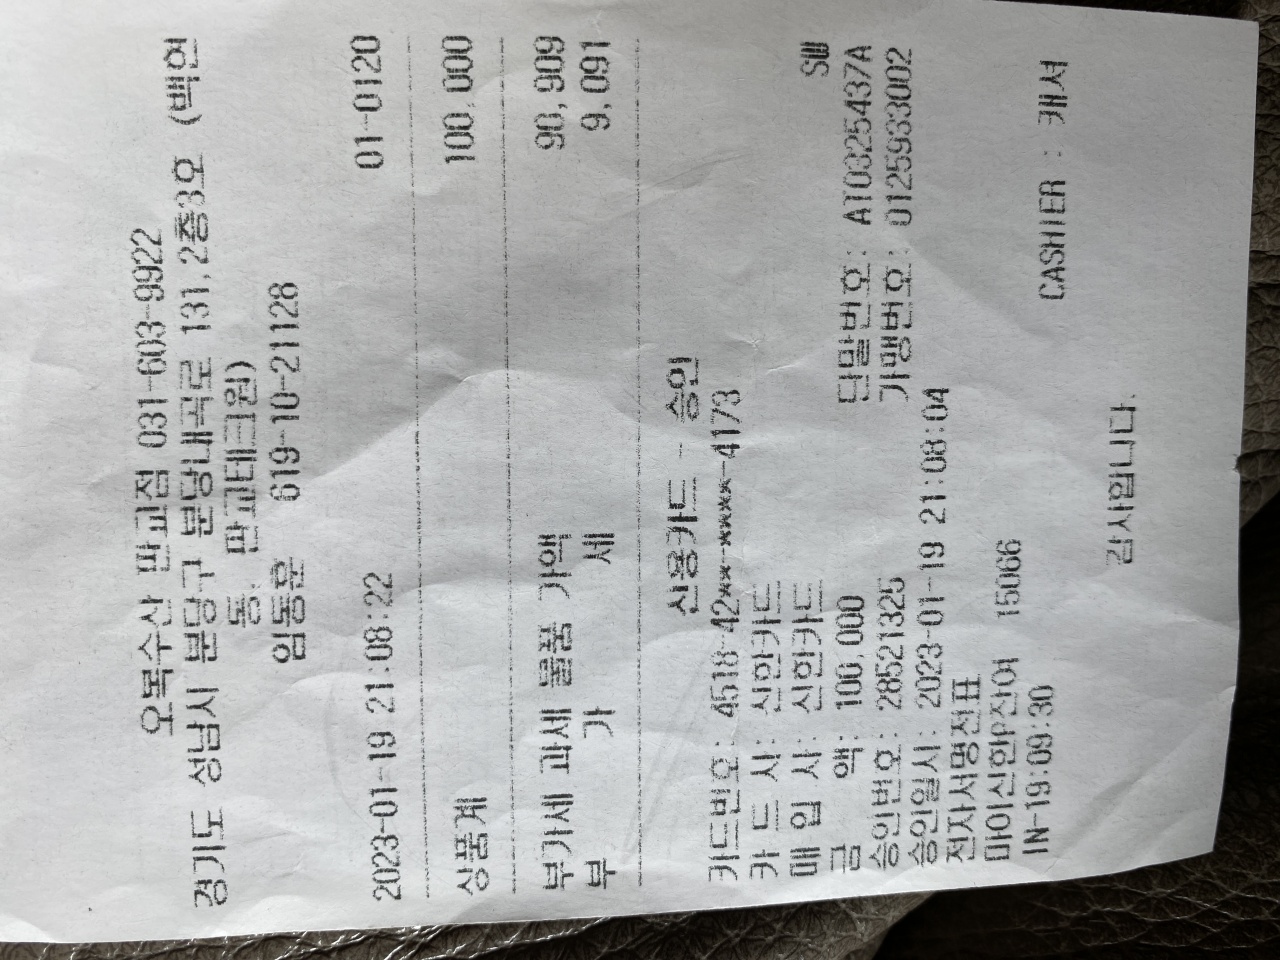 오복수산 판교점 031-603-9922
경기도 성남시 분당구 분당내곡로 131,2층3호 (백현
동. 판교테크원)
임동훈 619-10-21128
2023-01-19 21:08:22 01-0120
상품계 100,000
부가세 과세 물품 가액 90,909
부 가 세 9,091
신용카드 - 승인
카드번호: 4518-42**-****-4173
카 드 사: 신한카드 SW
매 입 사: 신한카드
금 액: 100,000 단말번호: AT0325437A
승인번호: 28521325 가맹번호: 0125933002
승인일시: 2023-01-19 21:08:04
전자서명전표
마이신한P잔여 15066
IN-19:09:30 CASHIER : 캐셔
감사합니다.